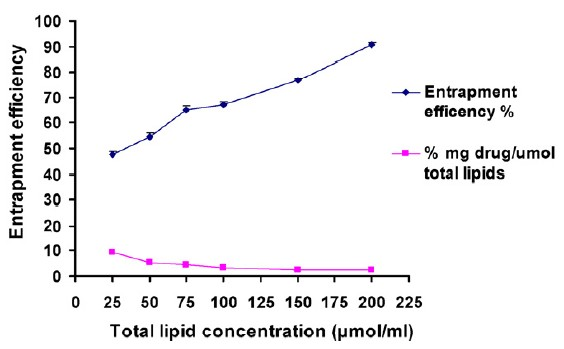 100
90
80
70
60
50
40
30
20
10
0
Entrapment efficiency
0 25 50 75 100 125 150 175 200 225
Total lipid concentration (µmol/ml)
Entrapment
efficency %
% mg drug/umol
total lipids